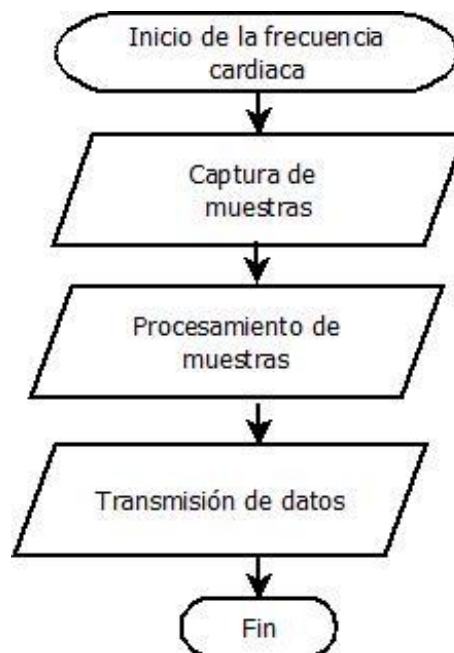 Inicio de la frecuencia
cardiaca
Captura de
muestras
Procesamiento de
muestras
Transmisión de datos
Fin